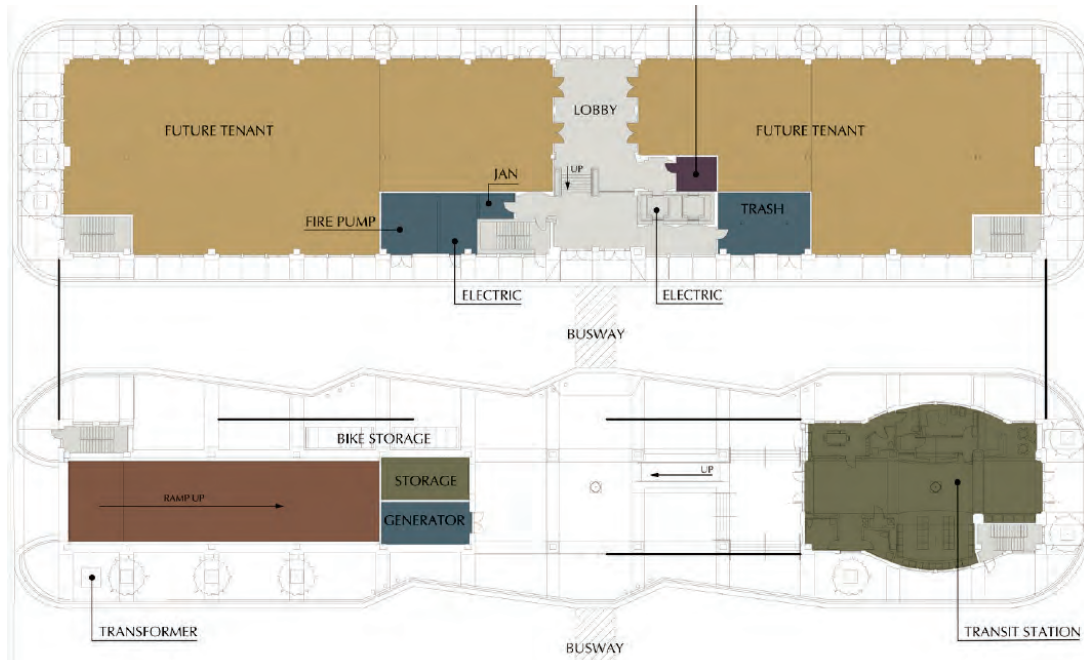 LOBBY
FUTURE TENANT
FUTURE TENANT
UP
JAN
TRASH
FIRE PUMP
ELECTRIC
ELECTRIC
BUSWAY
BIKE STORAGE
UP
STORAGE
RAMP UP
GENERATOR
TRANSFORMER
TRANSIT STATION
BUSWAY